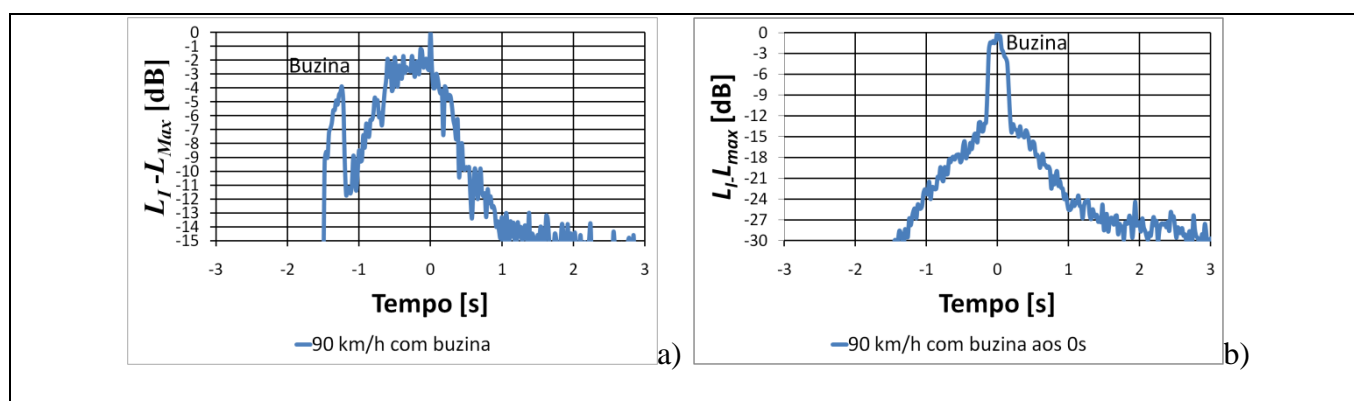 0
-1
-2
-3
-4
-5
-6
-7
-8
-9
-10
-11
-12
-13
-14
-15
Buzina
L_I -L_Max [dB]
-3 -2 -1 0 1 2 3
Tempo [s]
90 km/h com buzina
a)
0
-3
-6
-9
-12
-15
-18
-21
-24
-27
-30
Buzina
L_I-L_max [dB]
-3 -2 -1 0 1 2 3
Tempo [s]
90 km/h com buzina aos 0s
b)